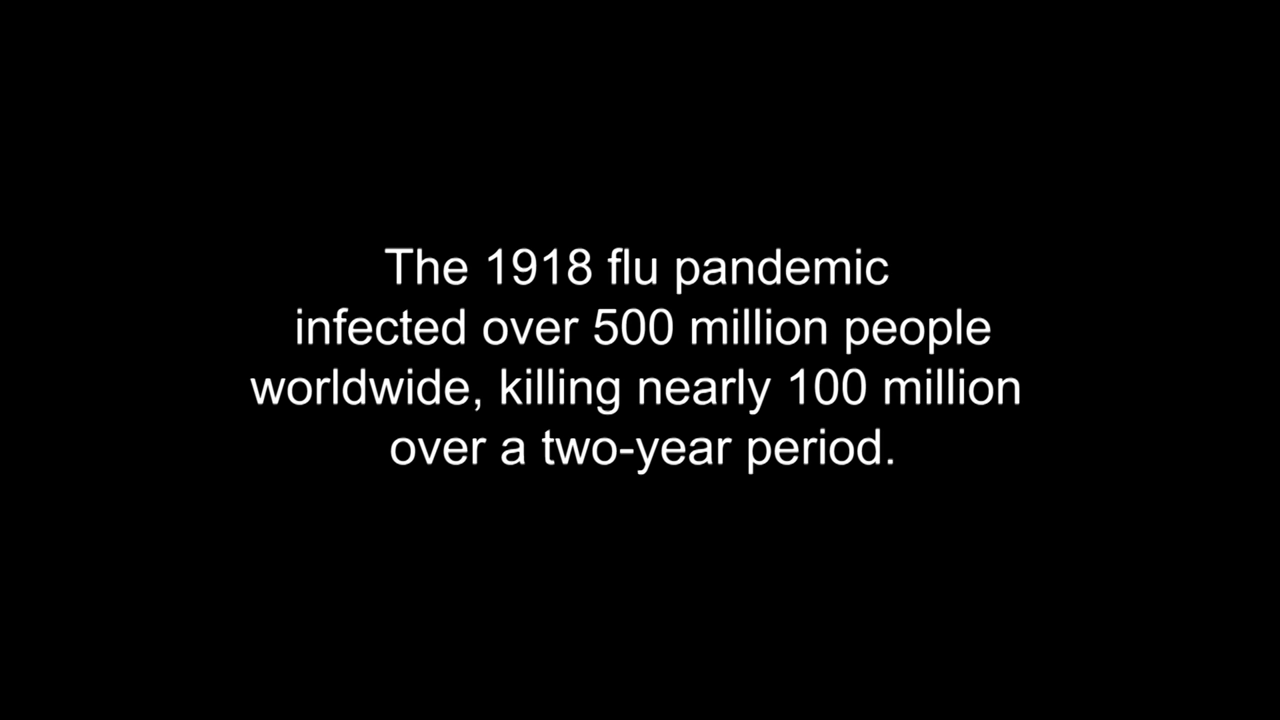 The 1918 flu pandemic
infected over 500 million people
worldwide, killing nearly 100 million
over a two-year period.